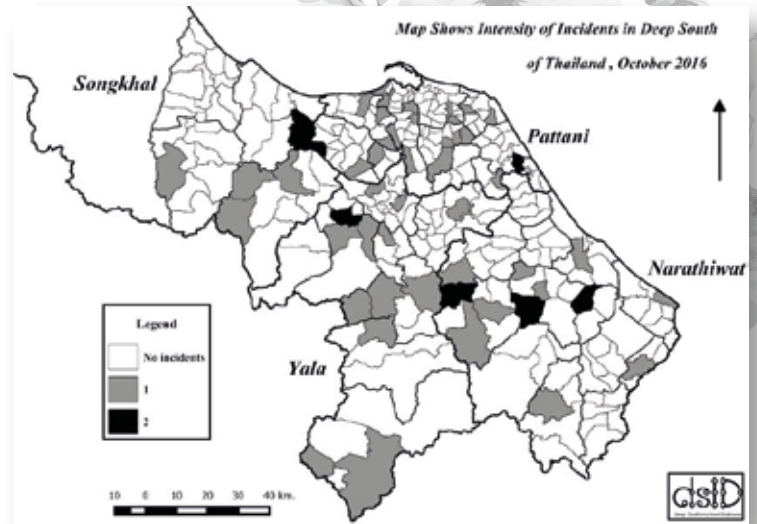 Map Shows Intensity of Incidents in Deep South
of Thailand , October 2016
Songkhal
Pattani
Narathiwat
Yala
Legend
No incidents
1
2
10 0 10 20 30 40 km.
dsID